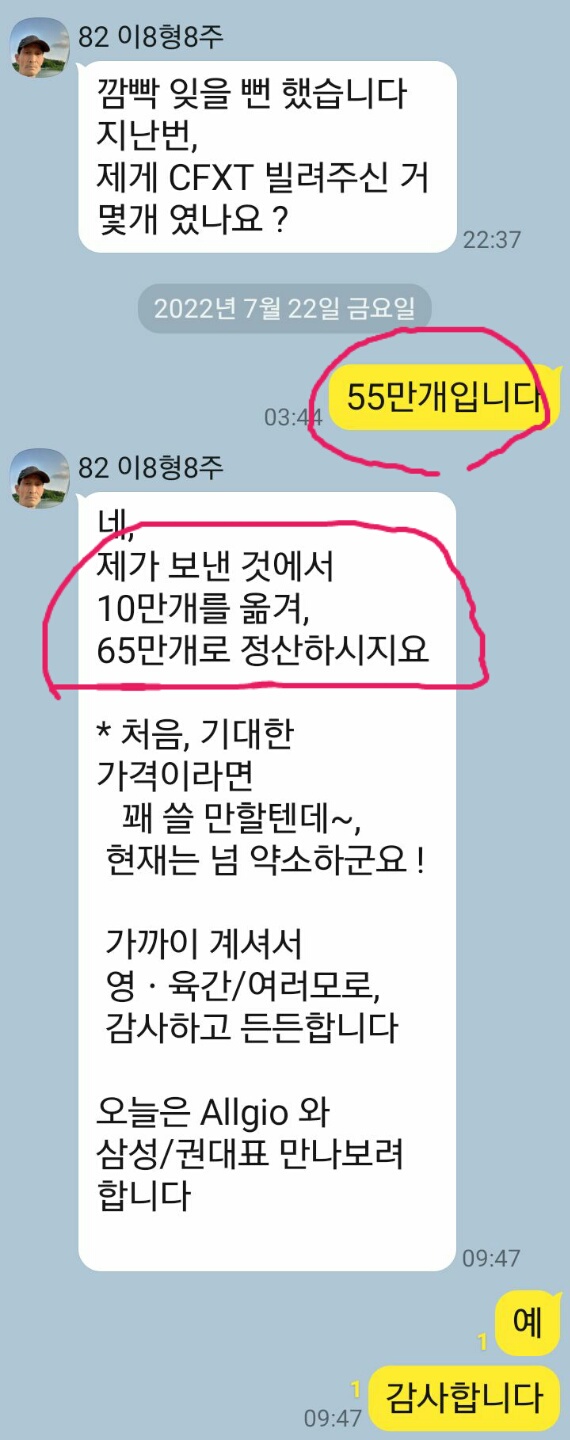 82 이8형8주
깜빡 잊을 뻔 했습니다
지난번,
제게 CFXT 빌려주신 거
몇개 였나요 ?
22:37
2022년 7월 22일 금요일
55만개입니다
03:44
82 이8형8주
네,
제가 보낸 것에서
10만개를 옮겨,
65만개로 정산하시지요
* 처음, 기대한
가격이라면
꽤 쓸 만할텐데~,
현재는 넘 약소하군요 !
가까이 계셔서
영 · 육간/여러모로,
감사하고 든든합니다
오늘은 Allgio 와
삼성/권대표 만나보려
합니다
09:47
예
1
감사합니다
1
09:47